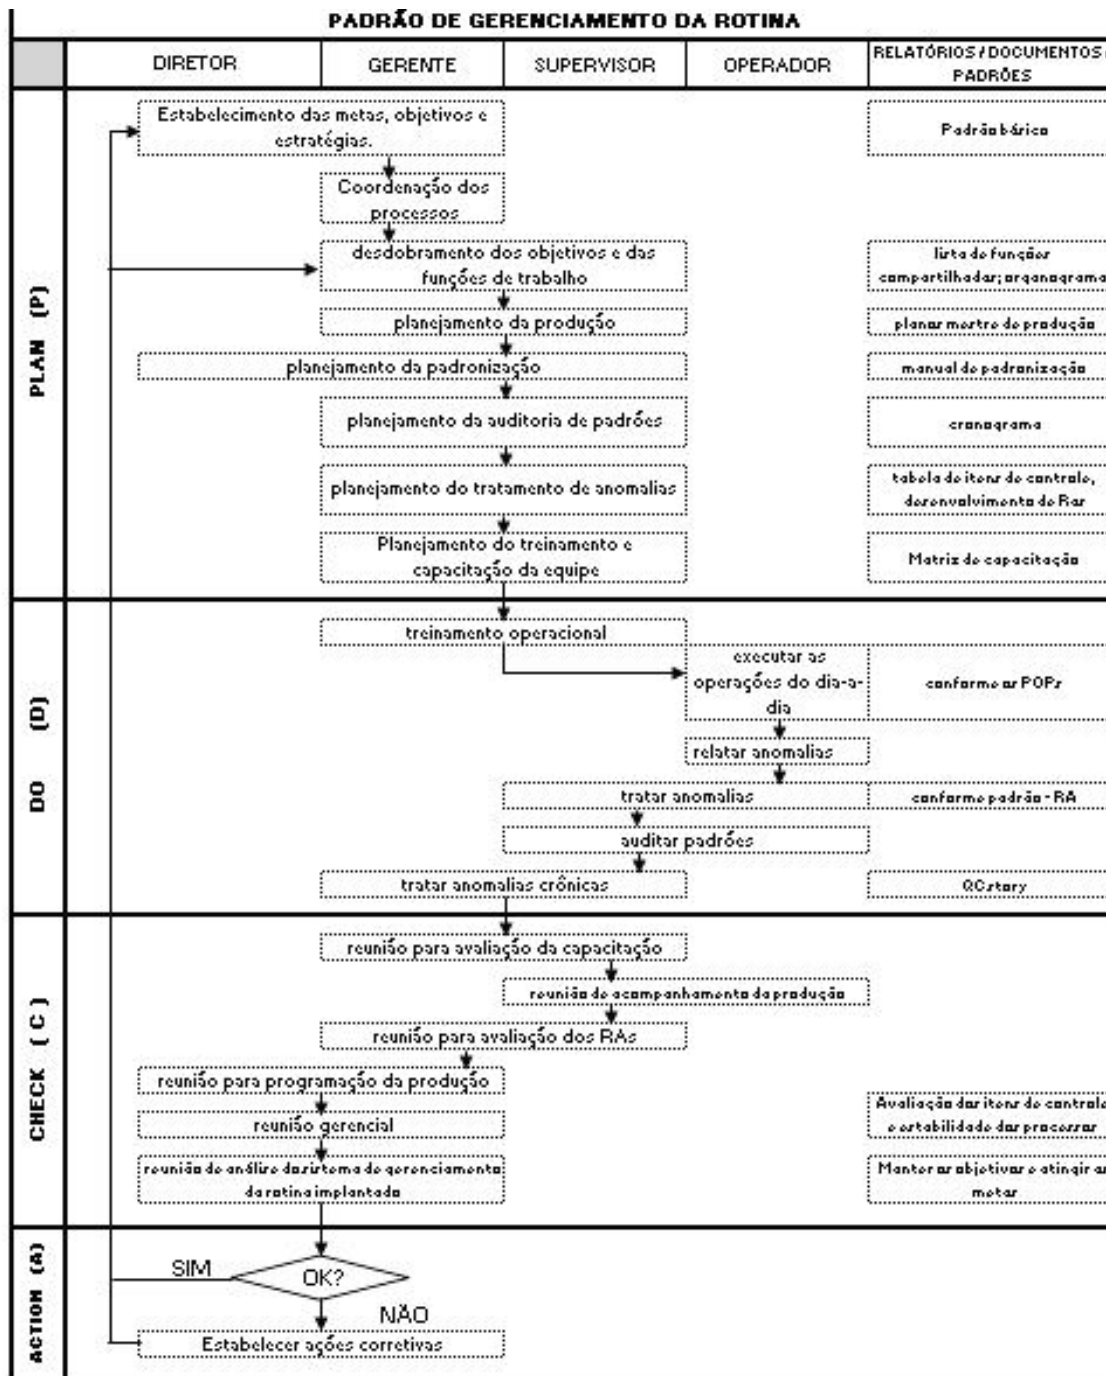 PADRÃO DE GERENCIAMENTO DA ROTINA
DIRETOR
GERENTE
SUPERVISOR
OPERADOR
RELATÓRIOS / DOCUMENTOS /
PADRÕES
PLAN (P)
Estabelecimento das metas, objetivos e
estratégias.
Padrão bárico
Coordenação dos
processos
desdobramento dos objetivos e das
funções de trabalho
lista de funções
compartilhadas; organograma
planejamento da produção
planos mestre de produção
planejamento da padronização
manual de padronização
planejamento da auditoria de padrões
cronograma
planejamento do tratamento de anomalias
tabela de itens de controle,
desenvolvimento de Ras
Planejamento do treinamento e
capacitação da equipe
Matriz de capacitação
DO (D)
treinamento operacional
executar as
operações do dia-a-
dia
conforme os POPs
relatar anomalias
tratar anomalias
conforme padrão - RA
auditar padrões
tratar anomalias crônicas
QC story
CHECK ( C )
reunião para avaliação da capacitação
reunião de acompanhamento da produção
reunião para avaliação dos RAs
reunião para programação da produção
reunião gerencial
Avaliação dos itens de controle
e estabilidade dos processos
reunião de análise do sistema de gerenciamento
da rotina implantado
Manter os objetivos e atingir as
metas
ACTION (A)
SIM
OK?
NÃO
Estabelecer ações corretivas